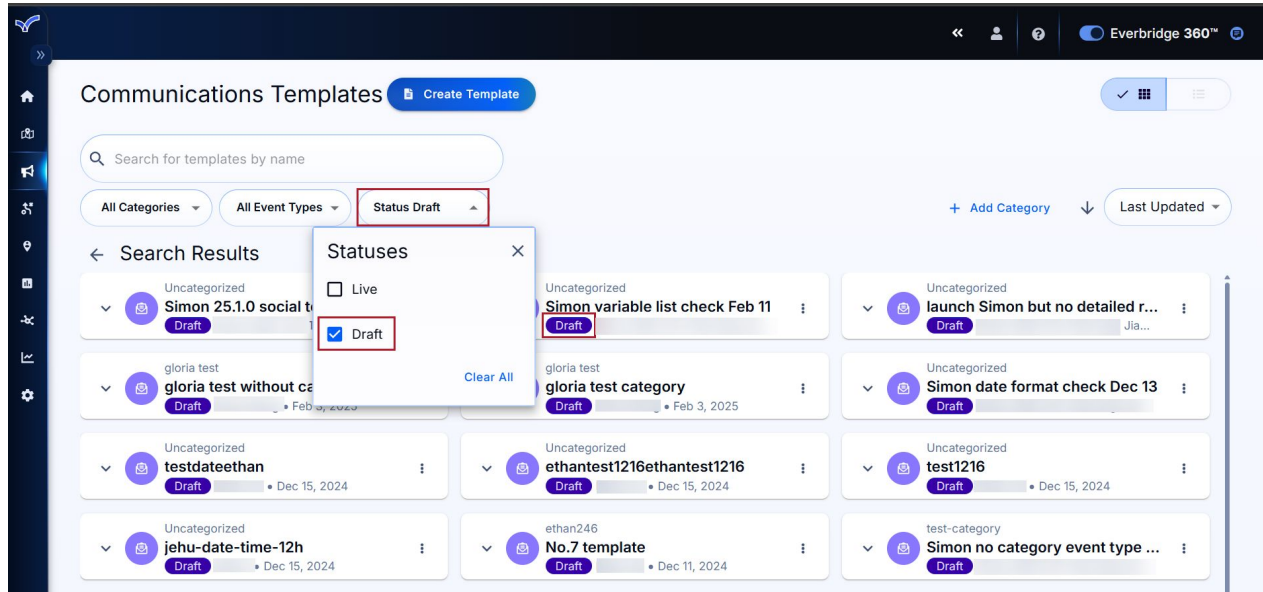 Everbridge 360™
Communications Templates
Create Template
Search for templates by name
All Categories
All Event Types
Status Draft
+ Add Category
Last Updated
Search Results
Statuses
Live
Draft
Clear All
Uncategorized
Simon 25.1.0 social t
Draft
Uncategorized
Simon variable list check Feb 11
Draft
Uncategorized
launch Simon but no detailed r...
Draft
Jia...
gloria test
gloria test without ca
Draft
• Feb 3, 2025
gloria test
gloria test category
Draft
• Feb 3, 2025
Uncategorized
Simon date format check Dec 13
Draft
Uncategorized
testdateethan
Draft
• Dec 15, 2024
Uncategorized
ethantest1216ethantest1216
Draft
• Dec 15, 2024
Uncategorized
test1216
Draft
• Dec 15, 2024
Uncategorized
jehu-date-time-12h
Draft
• Dec 15, 2024
ethan246
No.7 template
Draft
• Dec 11, 2024
test-category
Simon no category event type ...
Draft